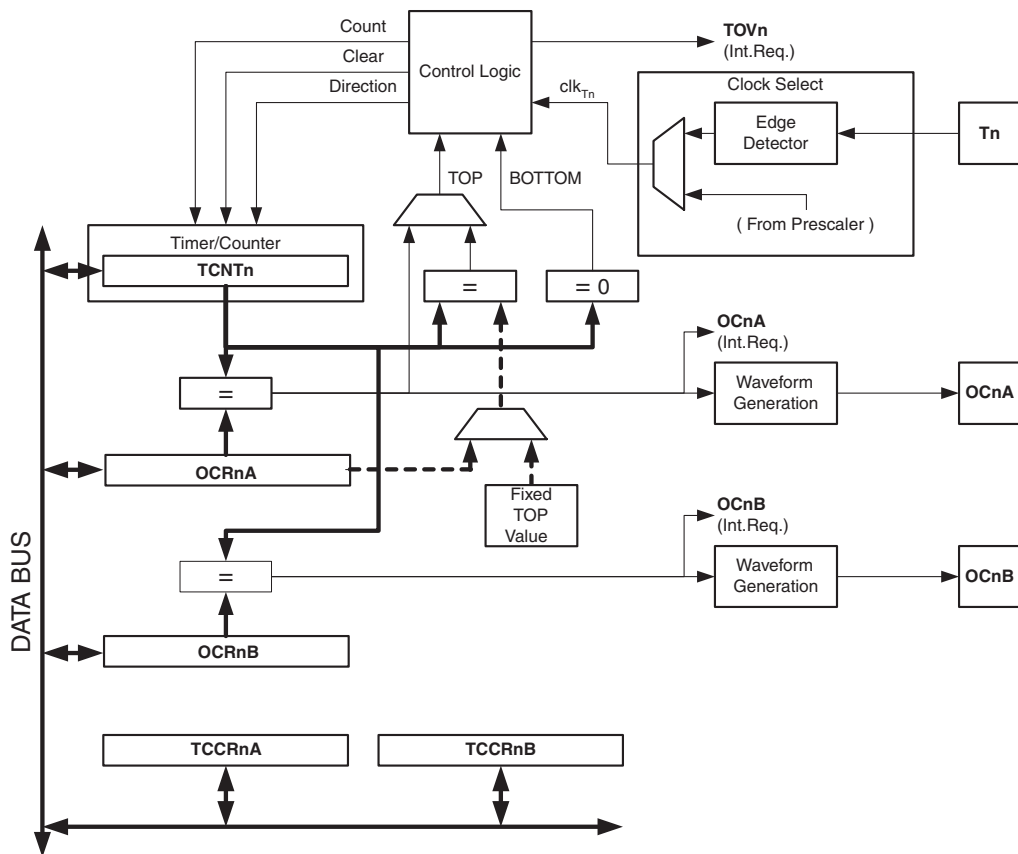 Count
Clear
Direction
Control Logic
TOVn
(Int.Req.)
clkTn
Clock Select
Edge
Detector
Tn
( From Prescaler )
TOP
BOTTOM
Timer/Counter
TCNTn
=
= 0
OCnA
(Int.Req.)
=
Waveform
Generation
OCnA
OCRnA
Fixed
TOP
Value
OCnB
(Int.Req.)
=
Waveform
Generation
OCnB
OCRnB
DATA BUS
TCCRnA
TCCRnB